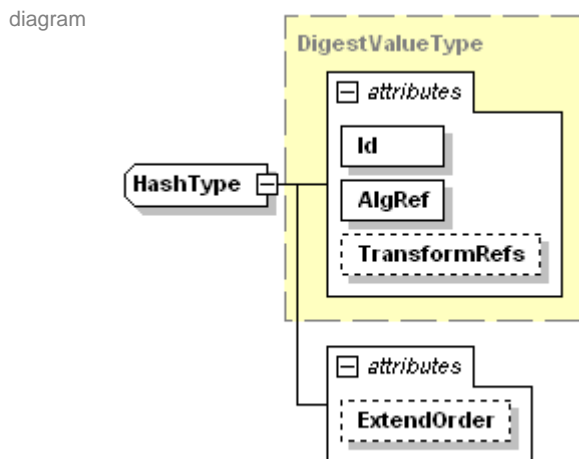 diagram
DigestValueType
attributes
Id
HashType
AlgRef
TransformRefs
attributes
ExtendOrder